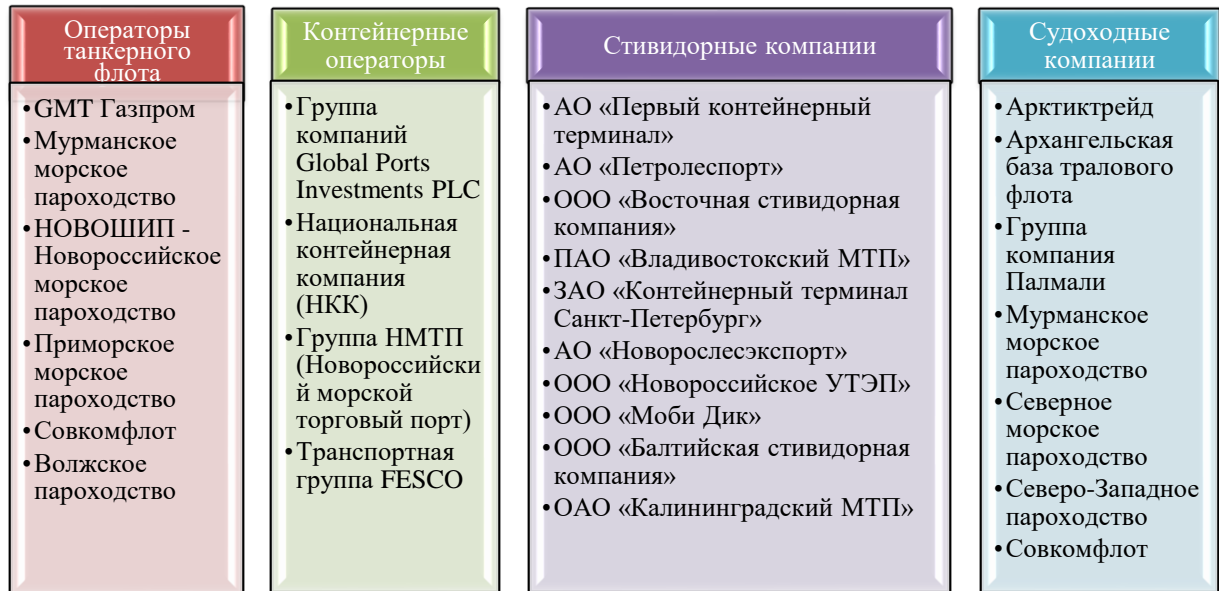 Операторы
танкерного
флота
•GMT Газпром
•Мурманское
морское
пароходство
•НОВОШИП -
Новороссийское
морское
пароходство
•Приморское
морское
пароходство
•Совкомфлот
•Волжское
пароходство
Контейнерные
операторы
•Группа
компаний
Global Ports
Investments PLC
•Национальная
контейнерная
компания
(НКК)
•Группа НМТП
(Новороссийски
й морской
торговый порт)
•Транспортная
группа FESCO
Стивидорные компании
•АО «Первый контейнерный
терминал»
•АО «Петролеспорт»
•ООО «Восточная стивидорная
компания»
•ПАО «Владивостокский МТП»
•ЗАО «Контейнерный терминал
Санкт-Петербург»
•АО «Новорослесэкспорт»
•ООО «Новороссийское УТЭП»
•ООО «Моби Дик»
•ООО «Балтийская стивидорная
компания»
•ОАО «Калининградский МТП»
Судоходные
компании
•Арктиктрейд
•Архангельская
база тралового
флота
•Группа
компания
Палмали
•Мурманское
морское
пароходство
•Северное
морское
пароходство
•Северо-Западное
пароходство
•Совкомфлот